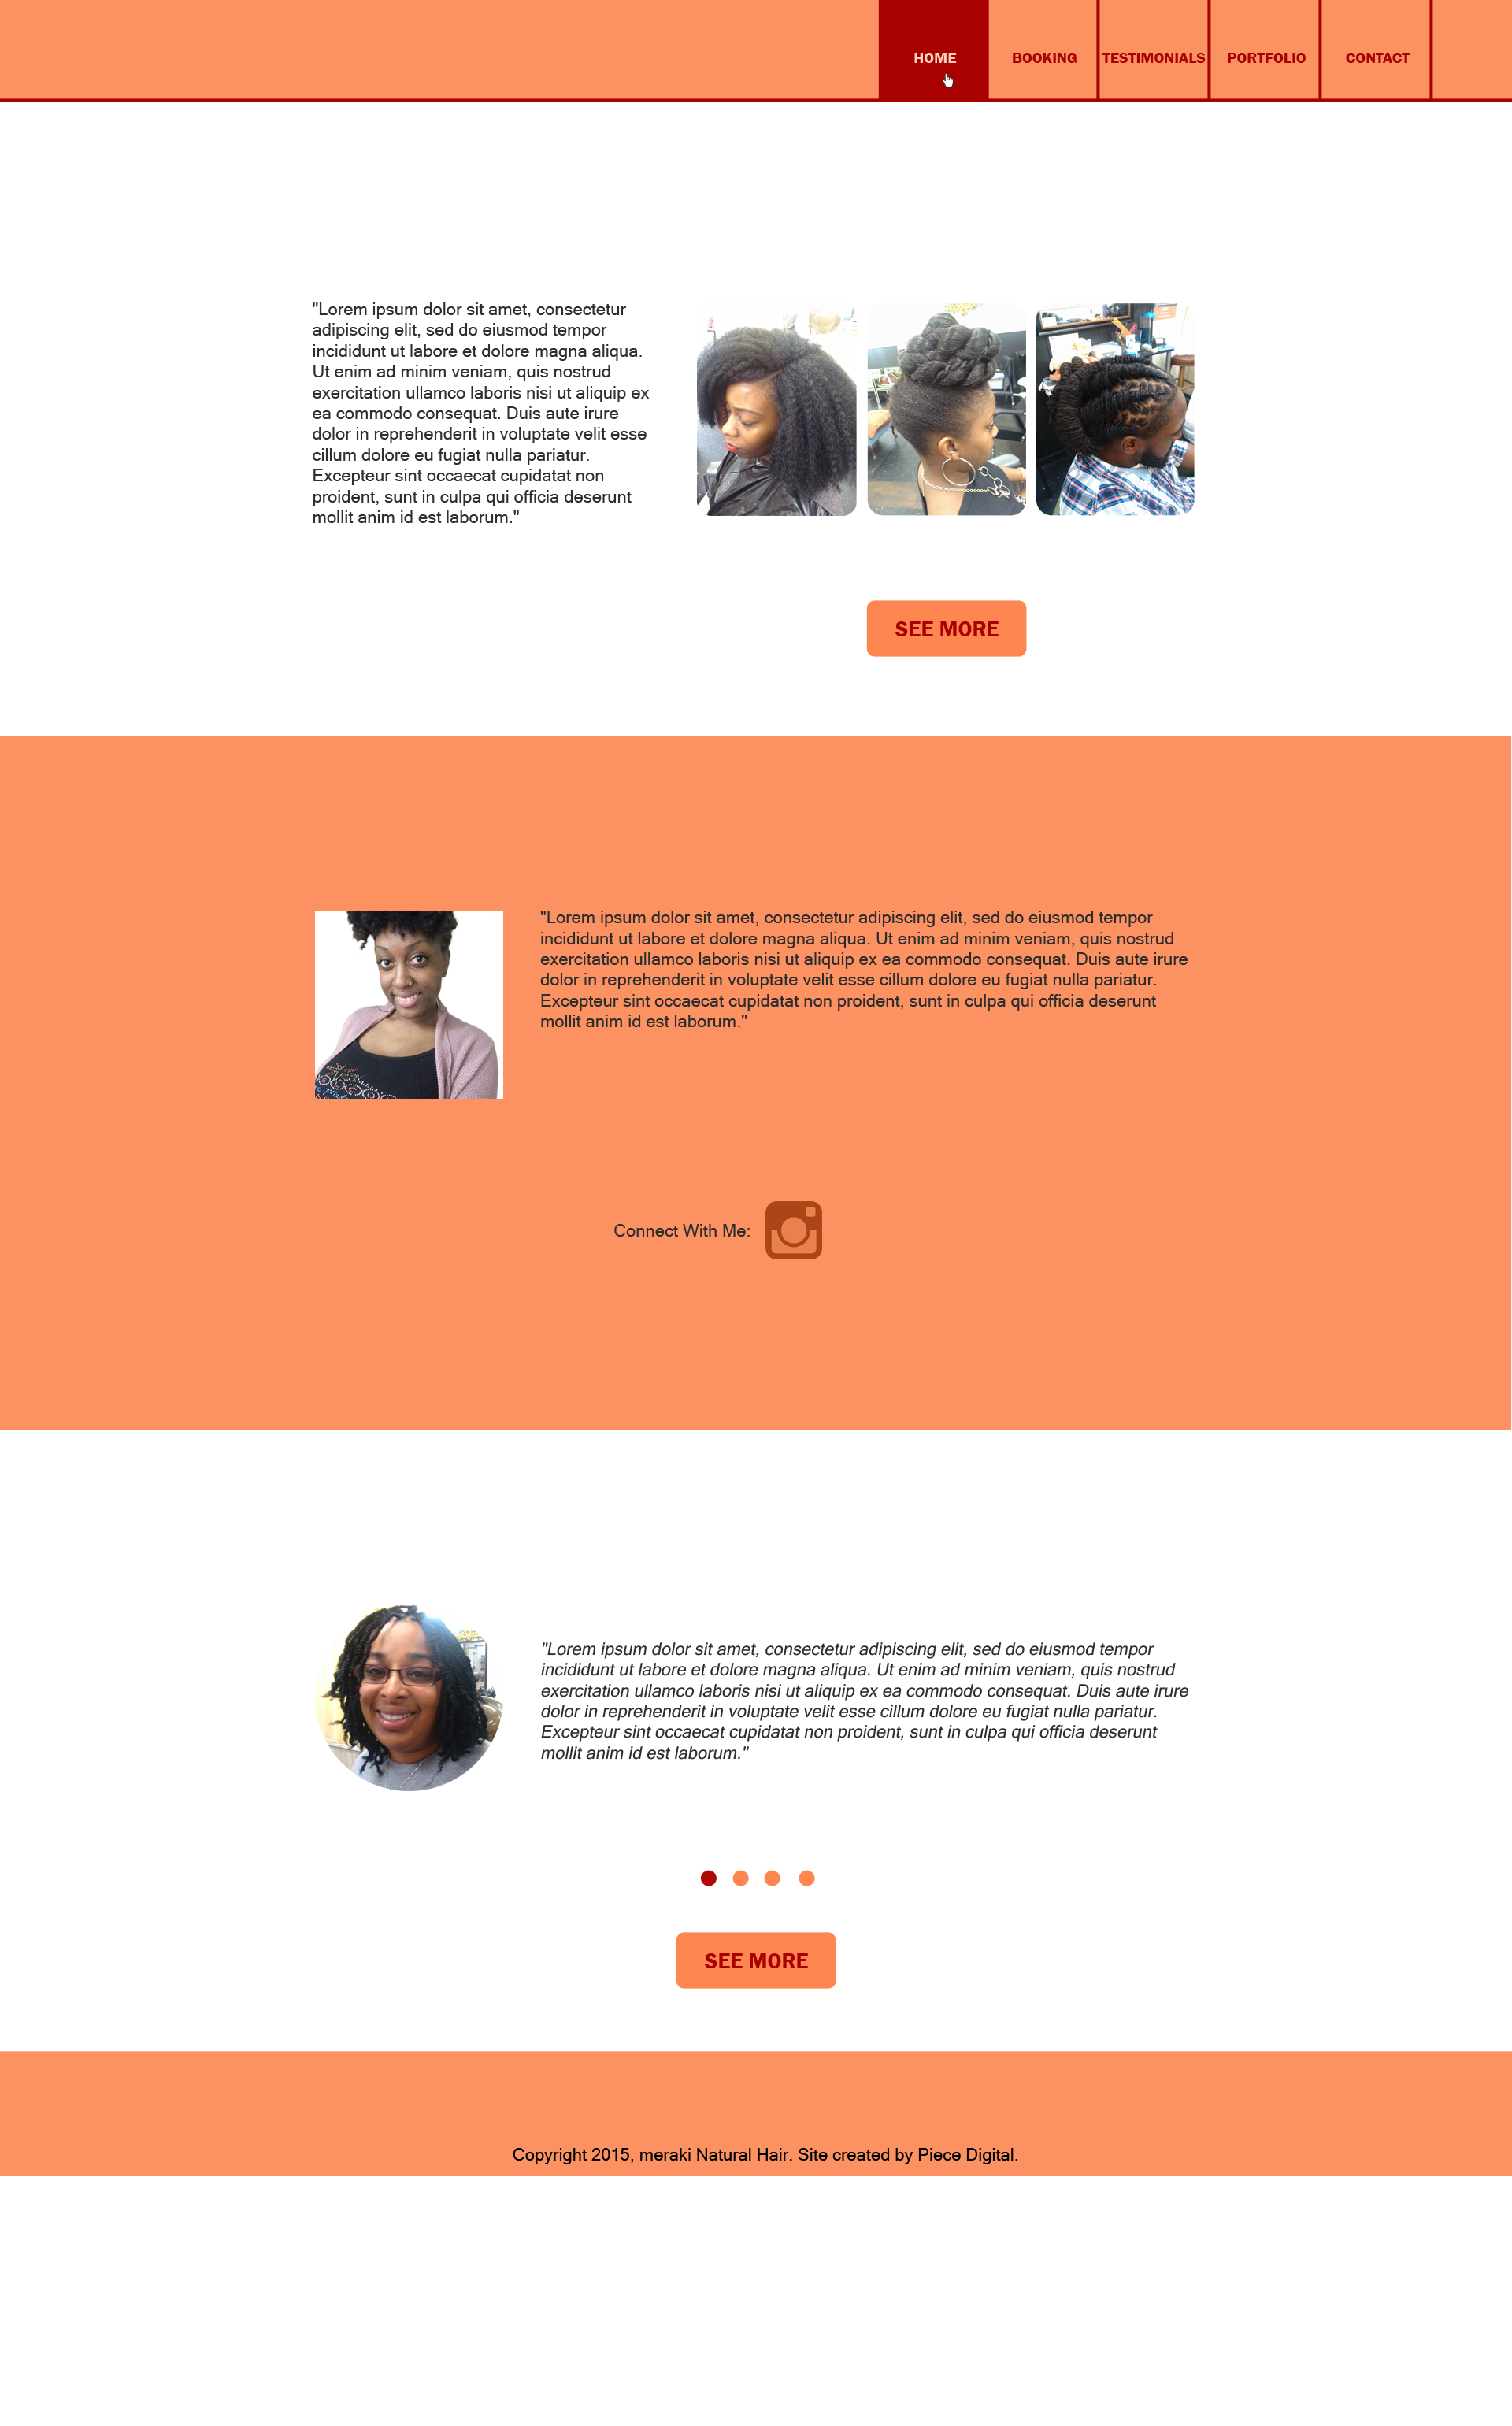 HOME BOOKING TESTIMONIALS PORTFOLIO CONTACT
"Lorem ipsum dolor sit amet, consectetur
adipiscing elit, sed do eiusmod tempor
incididunt ut labore et dolore magna aliqua.
Ut enim ad minim veniam, quis nostrud
exercitation ullamco laboris nisi ut aliquip ex
ea commodo consequat. Duis aute irure
dolor in reprehenderit in voluptate velit esse
cillum dolore eu fugiat nulla pariatur.
Excepteur sint occaecat cupidatat non
proident, sunt in culpa qui officia deserunt
mollit anim id est laborum."
SEE MORE
"Lorem ipsum dolor sit amet, consectetur adipiscing elit, sed do eiusmod tempor
incididunt ut labore et dolore magna aliqua. Ut enim ad minim veniam, quis nostrud
exercitation ullamco laboris nisi ut aliquip ex ea commodo consequat. Duis aute irure
dolor in reprehenderit in voluptate velit esse cillum dolore eu fugiat nulla pariatur.
Excepteur sint occaecat cupidatat non proident, sunt in culpa qui officia deserunt
mollit anim id est laborum."
Connect With Me:
"Lorem ipsum dolor sit amet, consectetur adipiscing elit, sed do eiusmod tempor
incididunt ut labore et dolore magna aliqua. Ut enim ad minim veniam, quis nostrud
exercitation ullamco laboris nisi ut aliquip ex ea commodo consequat. Duis aute irure
dolor in reprehenderit in voluptate velit esse cillum dolore eu fugiat nulla pariatur.
Excepteur sint occaecat cupidatat non proident, sunt in culpa qui officia deserunt
mollit anim id est laborum."
SEE MORE
Copyright 2015, meraki Natural Hair. Site created by Piece Digital.